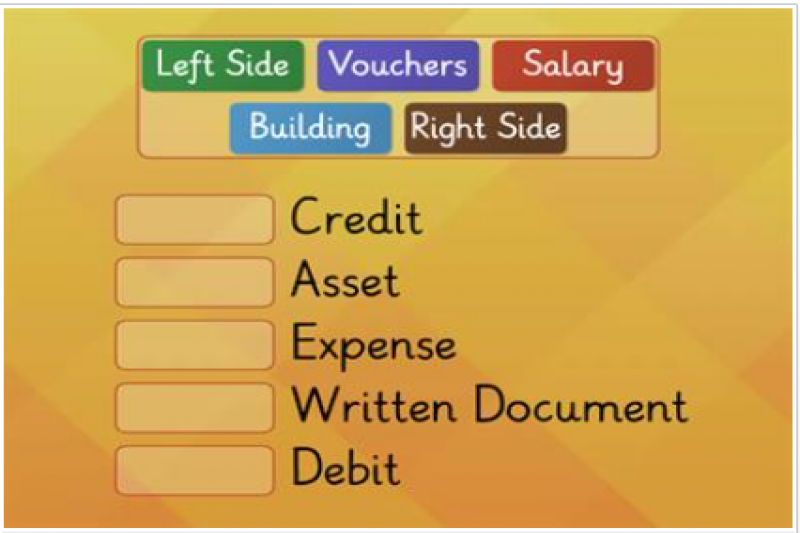 Left Side Vouchers Salary
Building Right Side
Credit
Asset
Expense
Written Document
Debit